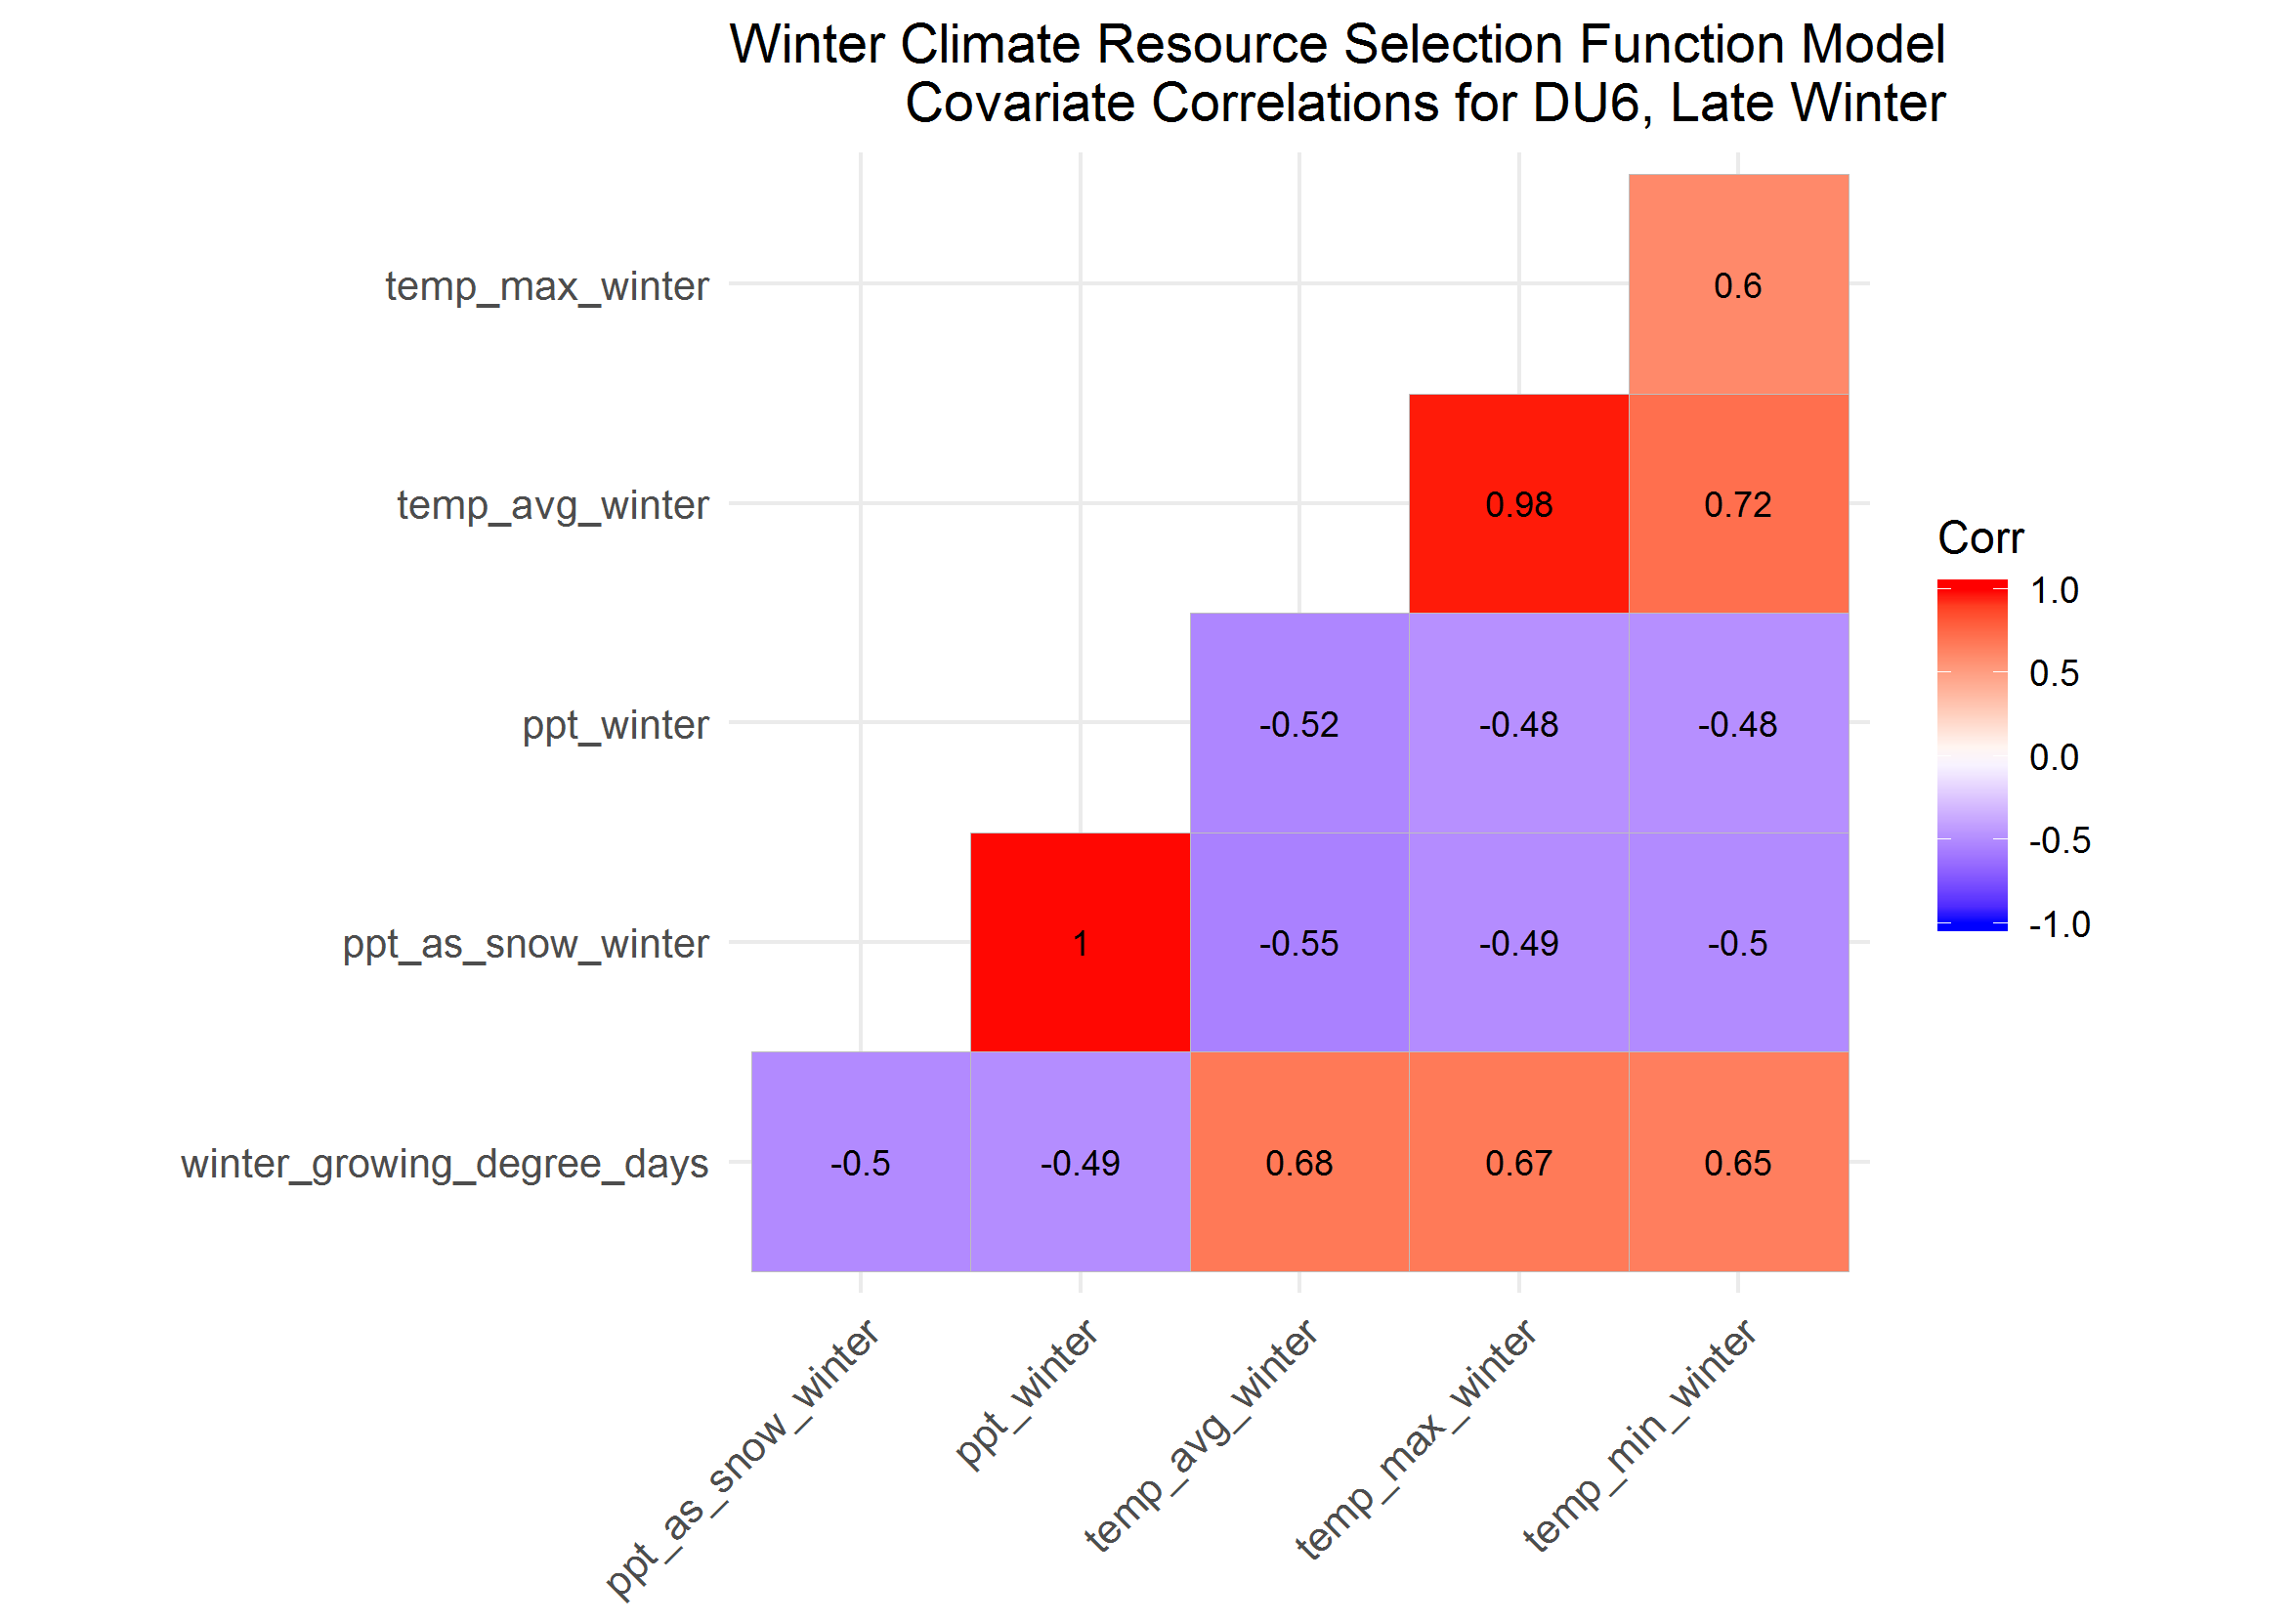 Winter Climate Resource Selection Function Model
Covariate Correlations for DU6, Late Winter
temp_max_winter
0.6
temp_avg_winter
0.98 0.72
ppt_winter
-0.52 -0.48 -0.48
ppt_as_snow_winter
1 -0.55 -0.49 -0.5
winter_growing_degree_days
-0.5 -0.49 0.68 0.67 0.65
ppt_as_snow_winter
ppt_winter
temp_avg_winter
temp_max_winter
temp_min_winter
Corr
1.0
0.5
0.0
-0.5
-1.0